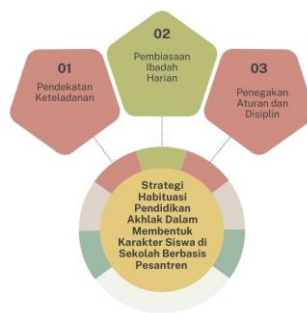 01
Pendekatan
Keteladanan
02
Pembiasaan
Ibadah
Harian
03
Penegakan
Aturan dan
Disiplin
Strategi
Habituasi
Pendidikan
Akhlak Dalam
Membentuk
Karakter Siswa di
Sekolah Berbasis
Pesantren